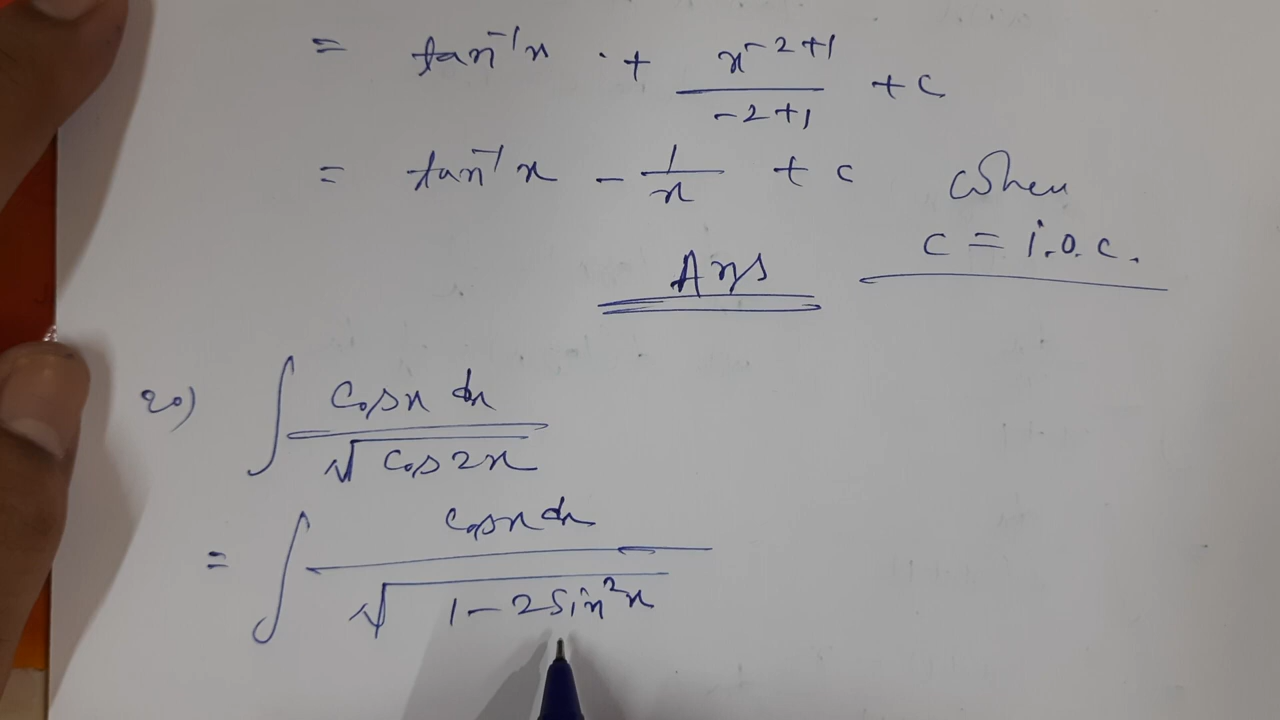 = tan⁻¹x + x⁻²⁺¹/-2+1 + c
= tan⁻¹x - 1/x + c when
c = i.o.c.
Ans
20) ∫ cosx dx / √cos2x
= ∫ cosx dx / √1-2Sin²x